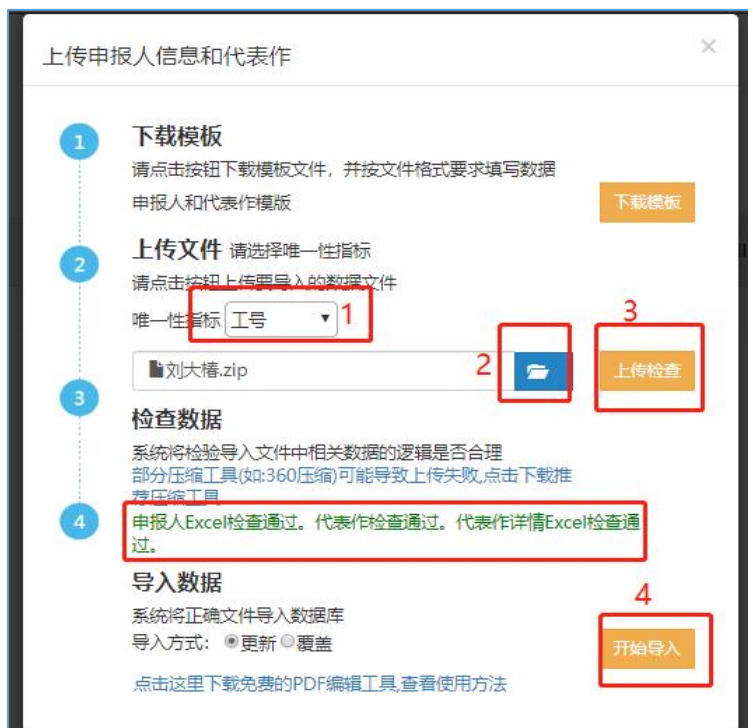 上传申报人信息和代表作
×
1
下载模板
请点击按钮下载模板文件，并按文件格式要求填写数据
申报人和代表作模版
下载模板
2
上传文件 请选择唯一性指标
请点击按钮上传要导入的数据文件
唯一性指标 工号 1
刘大椿.zip
2
3
上传检查
3
检查数据
系统将检验导入文件中相关数据的逻辑是否合理
部分压缩工具(如:360压缩)可能导致上传失败,点击下载推
荐压缩工具
4
申报人Excel检查通过。代表作检查通过。代表作详情Excel检查通
过。
导入数据
系统将正确文件导入数据库
导入方式: 更新 覆盖
4
开始导入
点击这里下载免费的PDF编辑工具,查看使用方法